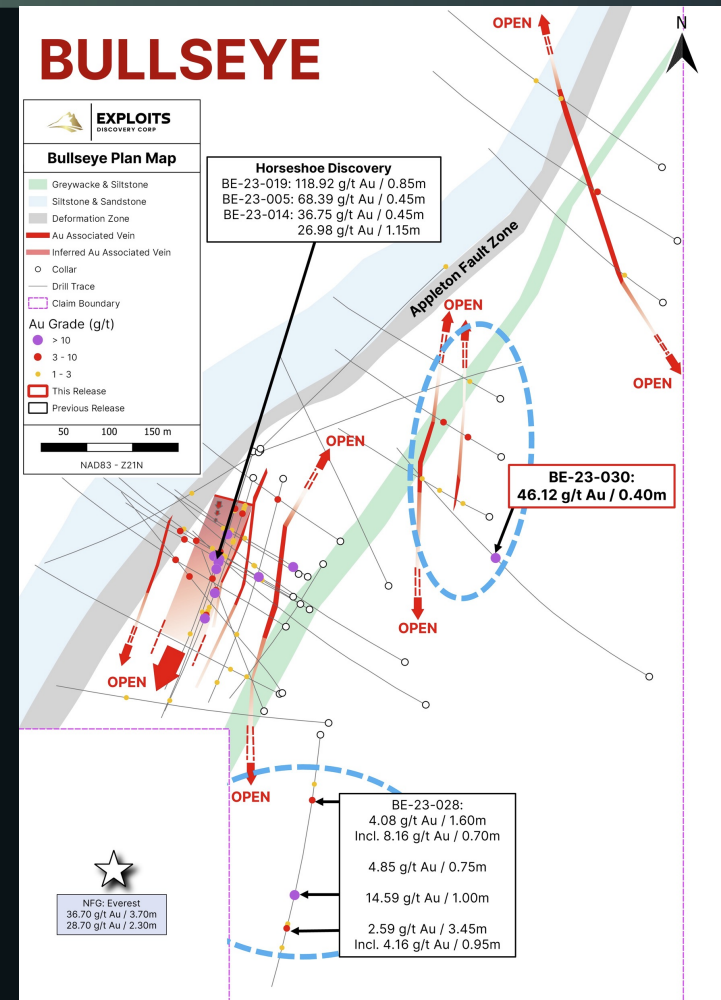 BULLSEYE
N
OPEN
EXPLOITS
DISCOVERY CORP
Bullseye Plan Map
Greywacke & Siltstone
Siltstone & Sandstone
Deformation Zone
Au Associated Vein
Inferred Au Associated Vein
Collar
Drill Trace
Claim Boundary
Au Grade (g/t)
> 10
3 - 10
1 - 3
This Release
Previous Release
50 100 150 m
NAD83 - Z21N
Horseshoe Discovery
BE-23-019: 118.92 g/t Au / 0.85m
BE-23-005: 68.39 g/t Au / 0.45m
BE-23-014: 36.75 g/t Au / 0.45m
26.98 g/t Au / 1.15m
Appleton Fault Zone
OPEN
OPEN
OPEN
BE-23-030:
46.12 g/t Au / 0.40m
OPEN
OPEN
OPEN
BE-23-028:
4.08 g/t Au / 1.60m
Incl. 8.16 g/t Au / 0.70m
4.85 g/t Au / 0.75m
14.59 g/t Au / 1.00m
2.59 g/t Au / 3.45m
Incl. 4.16 g/t Au / 0.95m
NFG: Everest
36.70 g/t Au / 3.70m
28.70 g/t Au / 2.30m